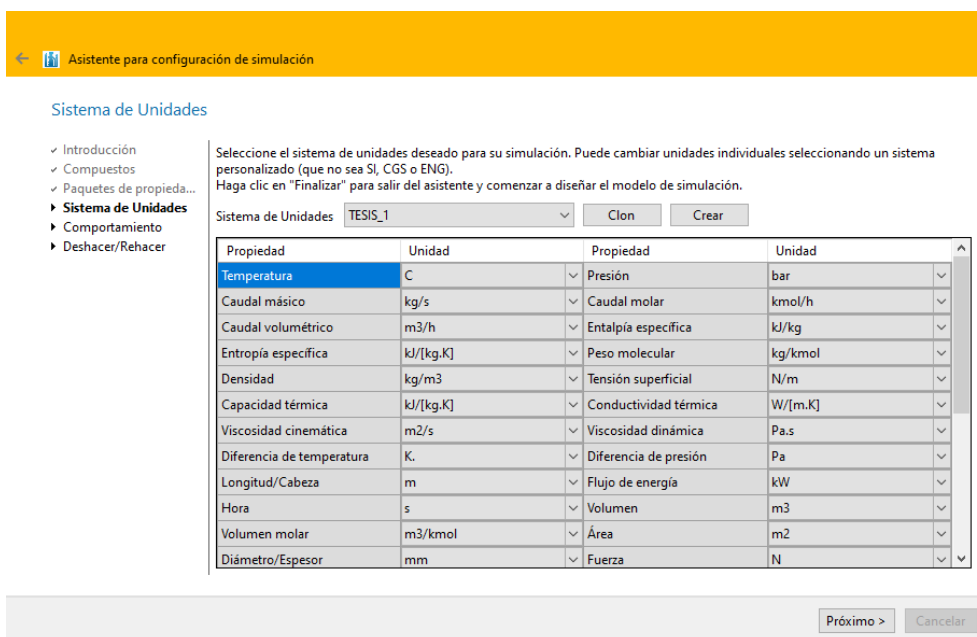 Asistente para configuración de simulación
Sistema de Unidades
Introducción
Compuestos
Paquetes de propieda...
Sistema de Unidades
Comportamiento
Deshacer/Rehacer
Seleccione el sistema de unidades deseado para su simulación. Puede cambiar unidades individuales seleccionando un sistema
personalizado (que no sea SI, CGS o ENG).
Haga clic en "Finalizar" para salir del asistente y comenzar a diseñar el modelo de simulación.
Sistema de Unidades TESIS_1 Clon Crear
Propiedad Unidad Propiedad Unidad
Temperatura C Presión bar
Caudal másico kg/s Caudal molar kmol/h
Caudal volumétrico m3/h Entalpía específica kJ/kg
Entropía específica kJ/[kg.K] Peso molecular kg/kmol
Densidad kg/m3 Tensión superficial N/m
Capacidad térmica kJ/[kg.K] Conductividad térmica W/[m.K]
Viscosidad cinemática m2/s Viscosidad dinámica Pa.s
Diferencia de temperatura K. Diferencia de presión Pa
Longitud/Cabeza m Flujo de energía kW
Hora s Volumen m3
Volumen molar m3/kmol Área m2
Diámetro/Espesor mm Fuerza N
Próximo > Cancelar